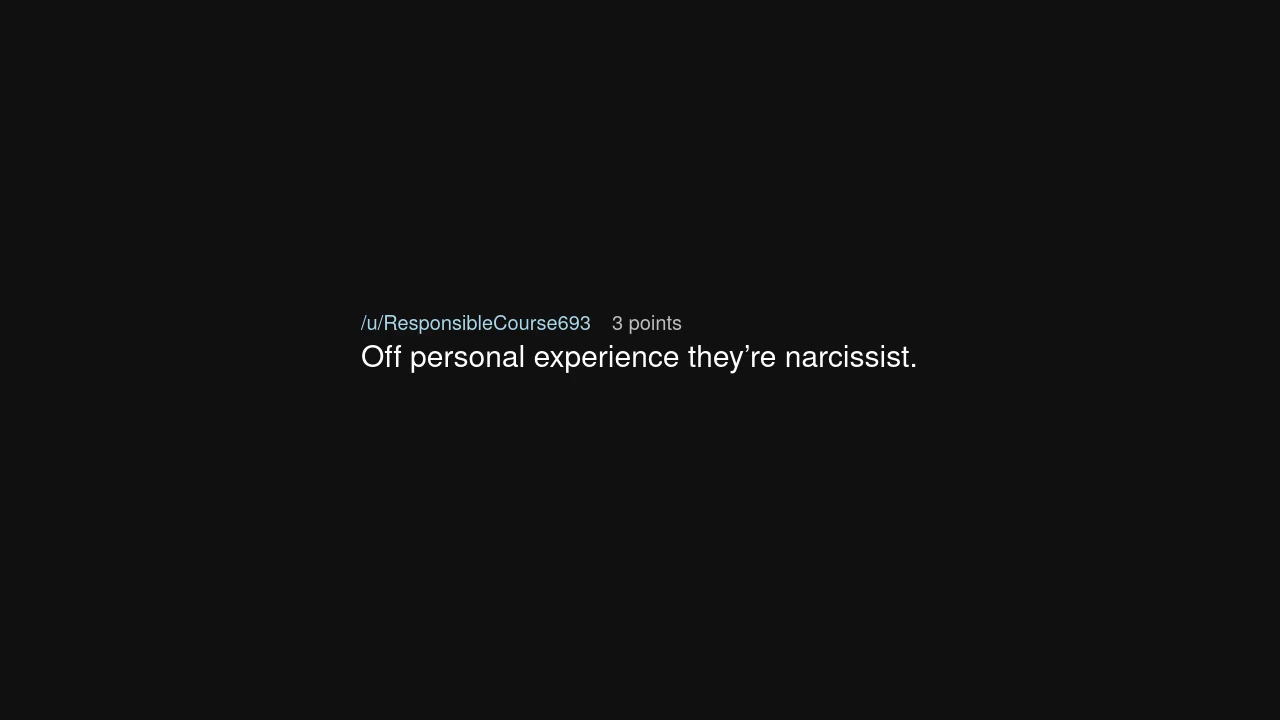 /u/ResponsibleCourse693 3 points
Off personal experience they’re narcissist.